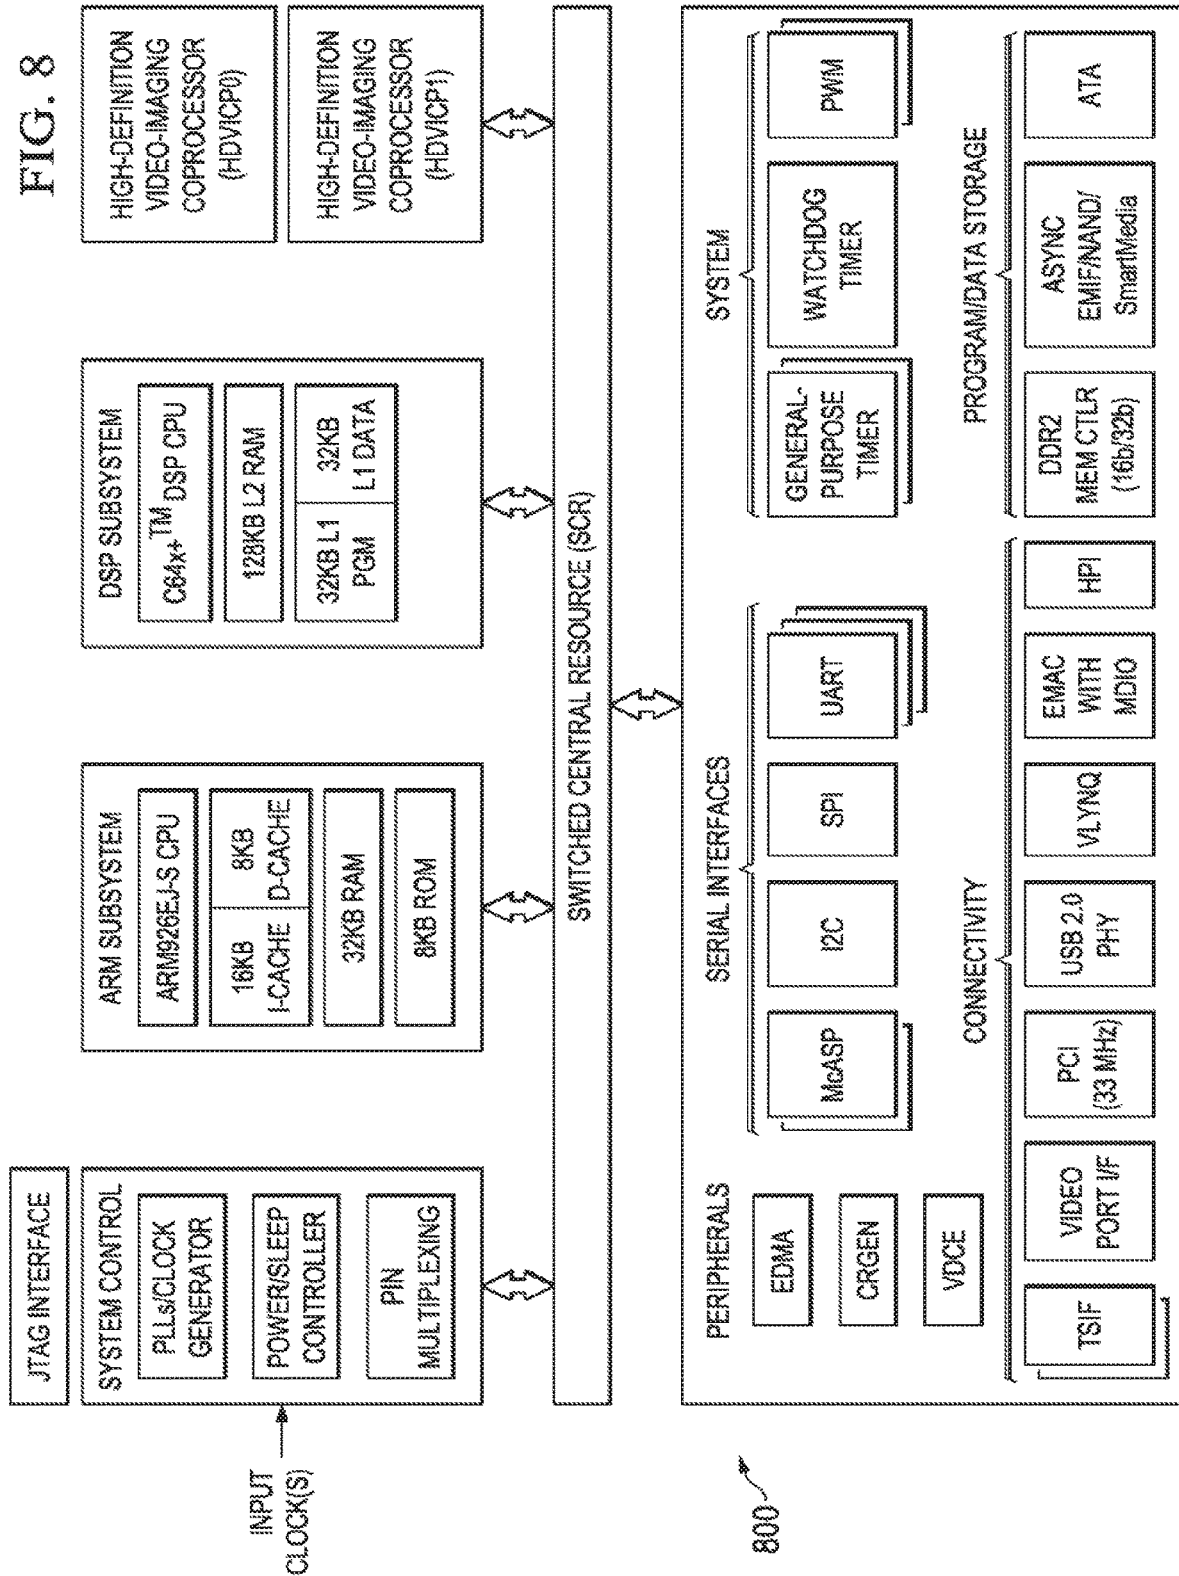 FIG. 8
JTAG INTERFACE
SYSTEM CONTROL
PLLs/CLOCK
GENERATOR
POWER/SLEEP
CONTROLLER
PIN
MULTIPLEXING
INPUT
CLOCK(S)
ARM SUBSYSTEM
ARM926EJ-S CPU
16KB
I-CACHE
8KB
D-CACHE
32KB RAM
8KB ROM
DSP SUBSYSTEM
C64x+TM DSP CPU
128KB L2 RAM
32KB L1
PGM
32KB
L1 DATA
HIGH-DEFINITION
VIDEO-IMAGING
COPROCESSOR
(HDVICP0)
HIGH-DEFINITION
VIDEO-IMAGING
COPROCESSOR
(HDVICP1)
SWITCHED CENTRAL RESOURCE (SCR)
800
PERIPHERALS
EDMA
CRGEN
VDCE
SERIAL INTERFACES
McASP
I2C
SPI
UART
SYSTEM
GENERAL-
PURPOSE
TIMER
WATCHDOG
TIMER
PWM
CONNECTIVITY
TSIF
VIDEO
PORT I/F
PCI
(33 MHz)
USB 2.0
PHY
VLYNQ
EMAC
WITH
MDIO
HPI
PROGRAM/DATA STORAGE
DDR2
MEM CTLR
(16b/32b)
ASYNC
EMIF/NAND/
SmartMedia
ATA